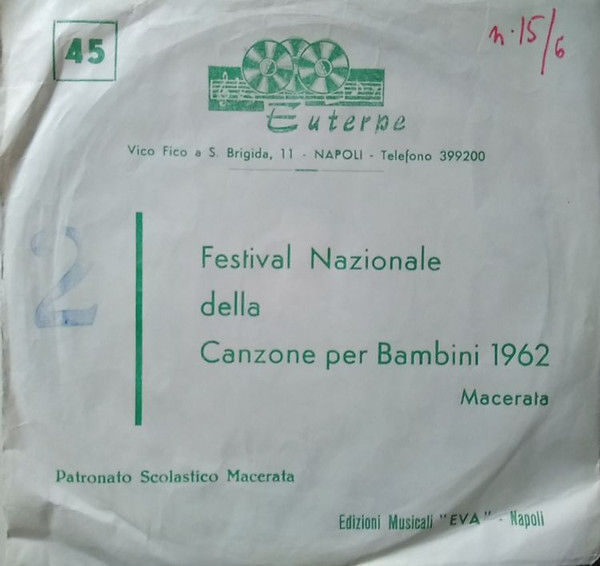 45
n. 15/6
Euterpe
Vico Fico a S. Brigida, 11 - NAPOLI - Telefono 399200
2
Festival Nazionale
della
Canzone per Bambini 1962
Macerata
Patronato Scolastico Macerata
Edizioni Musicali "EVA" - Napoli